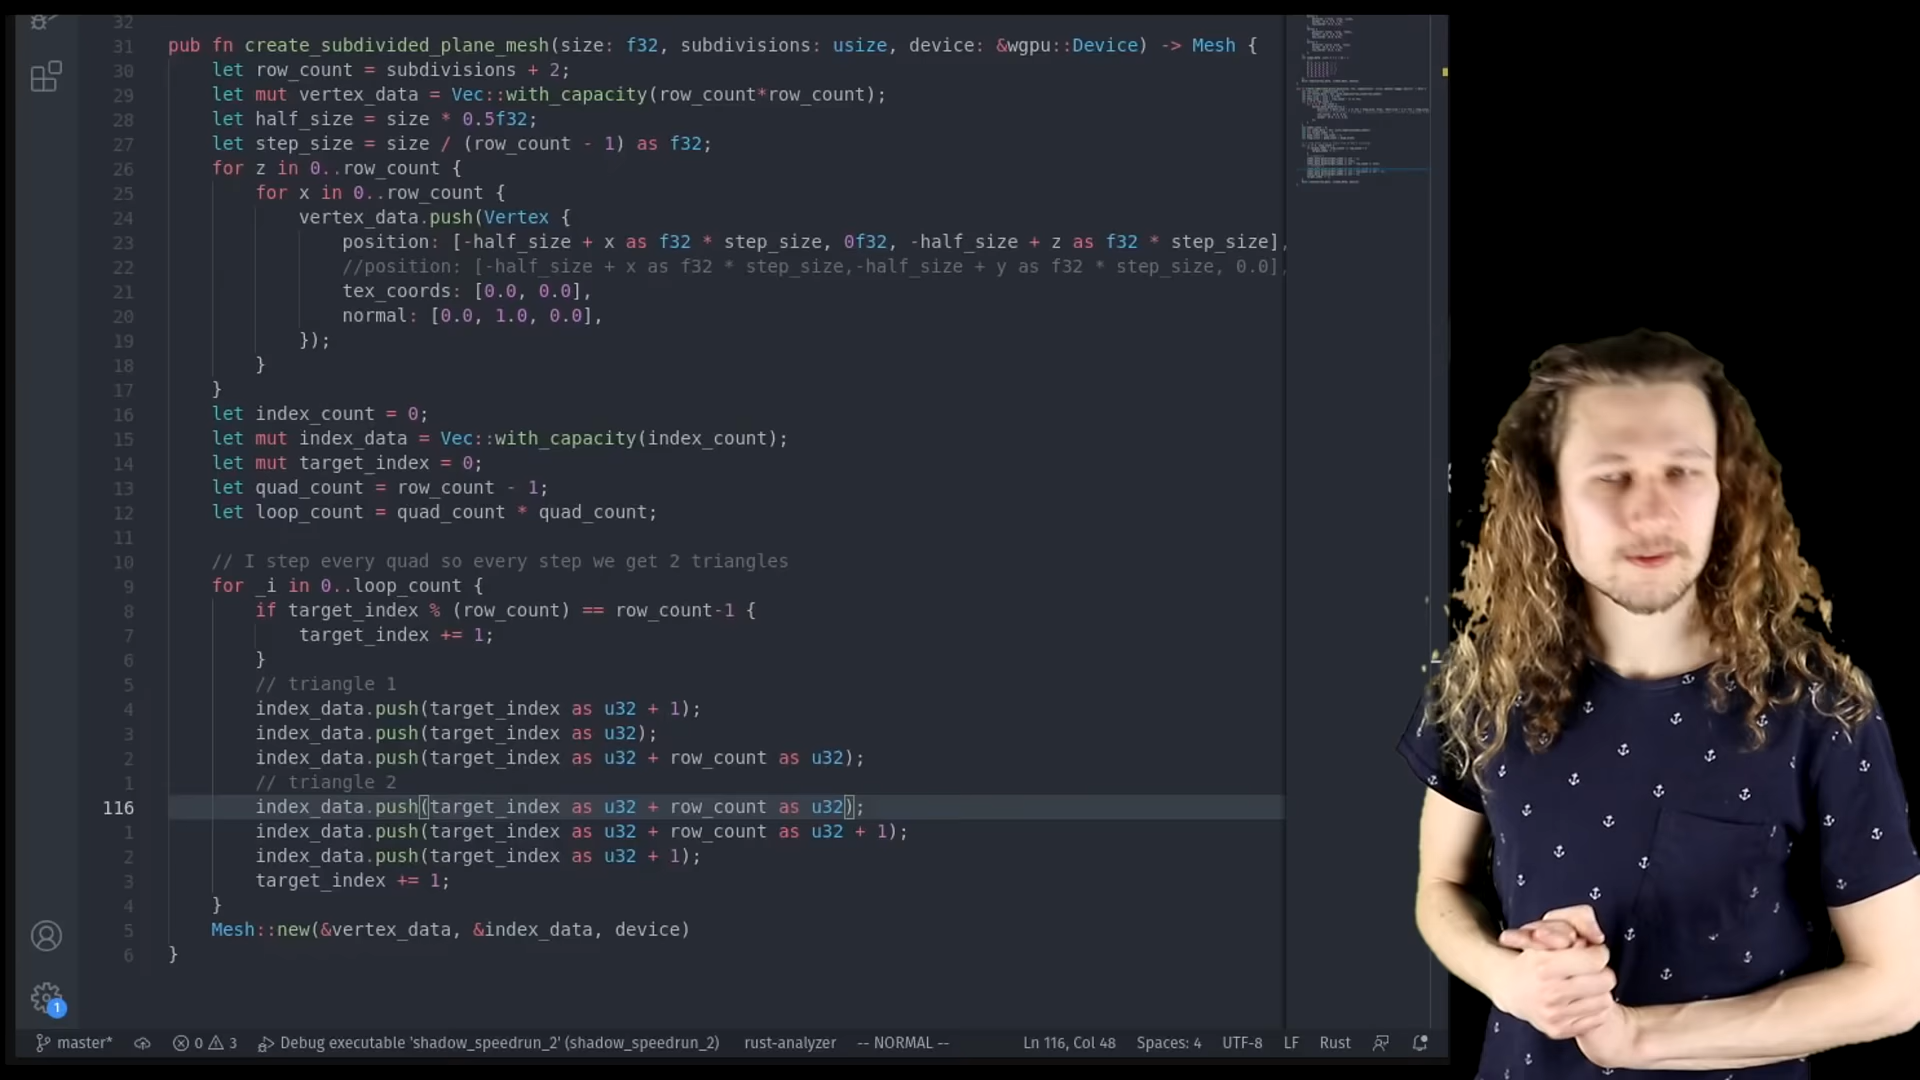 32
31 pub fn create_subdivided_plane_mesh(size: f32, subdivisions: usize, device: &wgpu::Device) -> Mesh {
30 let row_count = subdivisions + 2;
29 let mut vertex_data = Vec::with_capacity(row_count*row_count);
28 let half_size = size * 0.5f32;
27 let step_size = size / (row_count - 1) as f32;
26 for z in 0..row_count {
25 for x in 0..row_count {
24 vertex_data.push(Vertex {
23 position: [-half_size + x as f32 * step_size, 0f32, -half_size + z as f32 * step_size],
22 //position: [-half_size + x as f32 * step_size,-half_size + y as f32 * step_size, 0.0],
21 tex_coords: [0.0, 0.0],
20 normal: [0.0, 1.0, 0.0],
19 });
18 }
17 }
16 let index_count = 0;
15 let mut index_data = Vec::with_capacity(index_count);
14 let mut target_index = 0;
13 let quad_count = row_count - 1;
12 let loop_count = quad_count * quad_count;
11
10 // I step every quad so every step we get 2 triangles
9 for _i in 0..loop_count {
8 if target_index % (row_count) == row_count-1 {
7 target_index += 1;
6 }
5 // triangle 1
4 index_data.push(target_index as u32 + 1);
3 index_data.push(target_index as u32);
2 index_data.push(target_index as u32 + row_count as u32);
1 // triangle 2
116 index_data.push(target_index as u32 + row_count as u32);
1 index_data.push(target_index as u32 + row_count as u32 + 1);
2 index_data.push(target_index as u32 + 1);
3 target_index += 1;
4 }
5 Mesh::new(&vertex_data, &index_data, device)
6 }
1
master* 0 3 Debug executable 'shadow_speedrun_2' (shadow_speedrun_2) rust-analyzer -- NORMAL -- Ln 116, Col 48 Spaces: 4 UTF-8 LF Rust